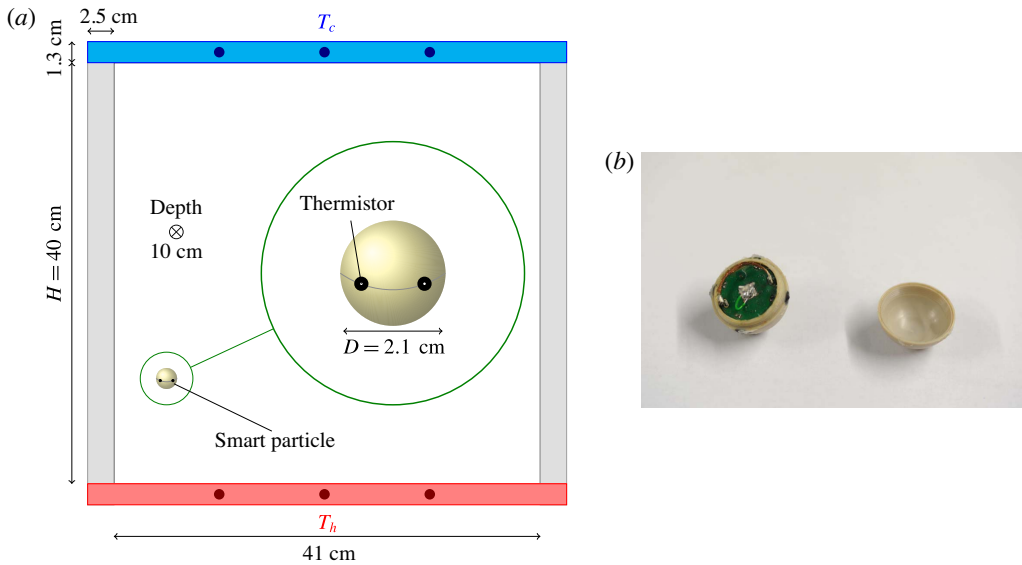 (a)
2.5 cm
T_c
1.3 cm
H = 40 cm
Depth
⊗
10 cm
Thermistor
D = 2.1 cm
Smart particle
T_h
41 cm
(b)